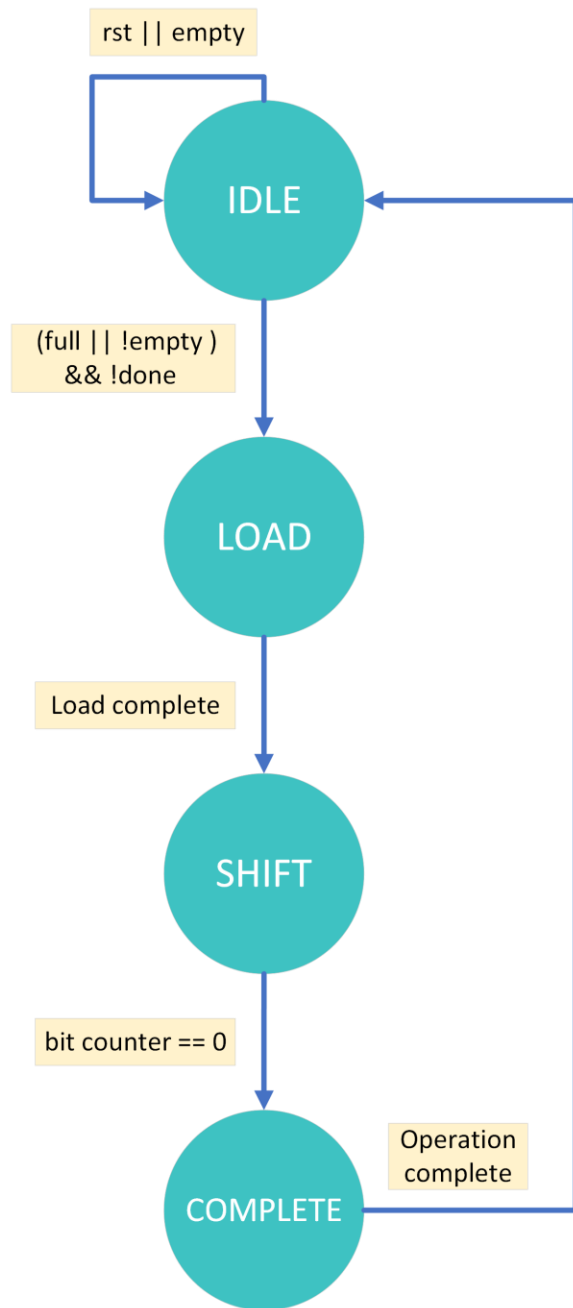 rst || empty
IDLE
(full || !empty )
&& !done
LOAD
Load complete
SHIFT
bit counter == 0
COMPLETE
Operation
complete